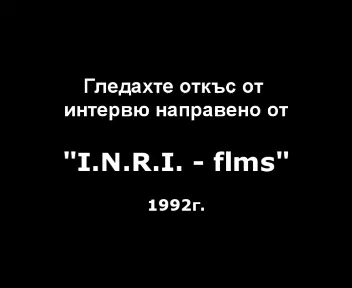 Гледахте откъс от
интервю направено от
"I.N.R.I. - flms"
1992г.